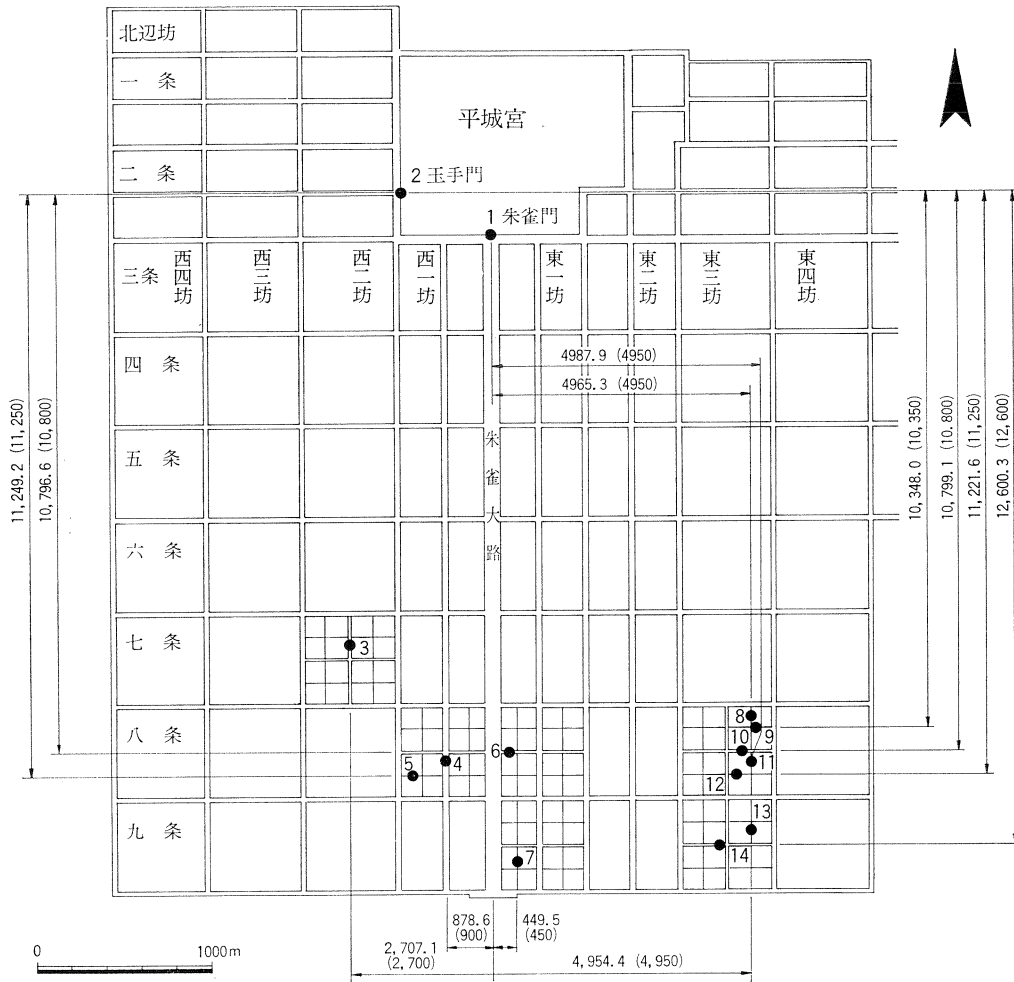 北辺坊
一 条
平城宮
二 条
2 玉手門
1 朱雀門
三条
西四坊
西三坊
西二坊
西一坊
東一坊
東二坊
東三坊
東四坊
四 条
4987.9 (4950)
4965.3 (4950)
五 条
朱雀大路
六 条
七 条
3
八 条
8
9
10
11
12
6
4
5
九 条
13
14
7
11,249.2 (11,250)
10,796.6 (10,800)
10,348.0 (10,350)
10,799.1 (10.800)
11,221.6 (11,250)
12,600.3 (12,600)
878.6
(900)
449.5
(450)
2,707.1
(2,700)
4,954.4 (4,950)
0
1000m